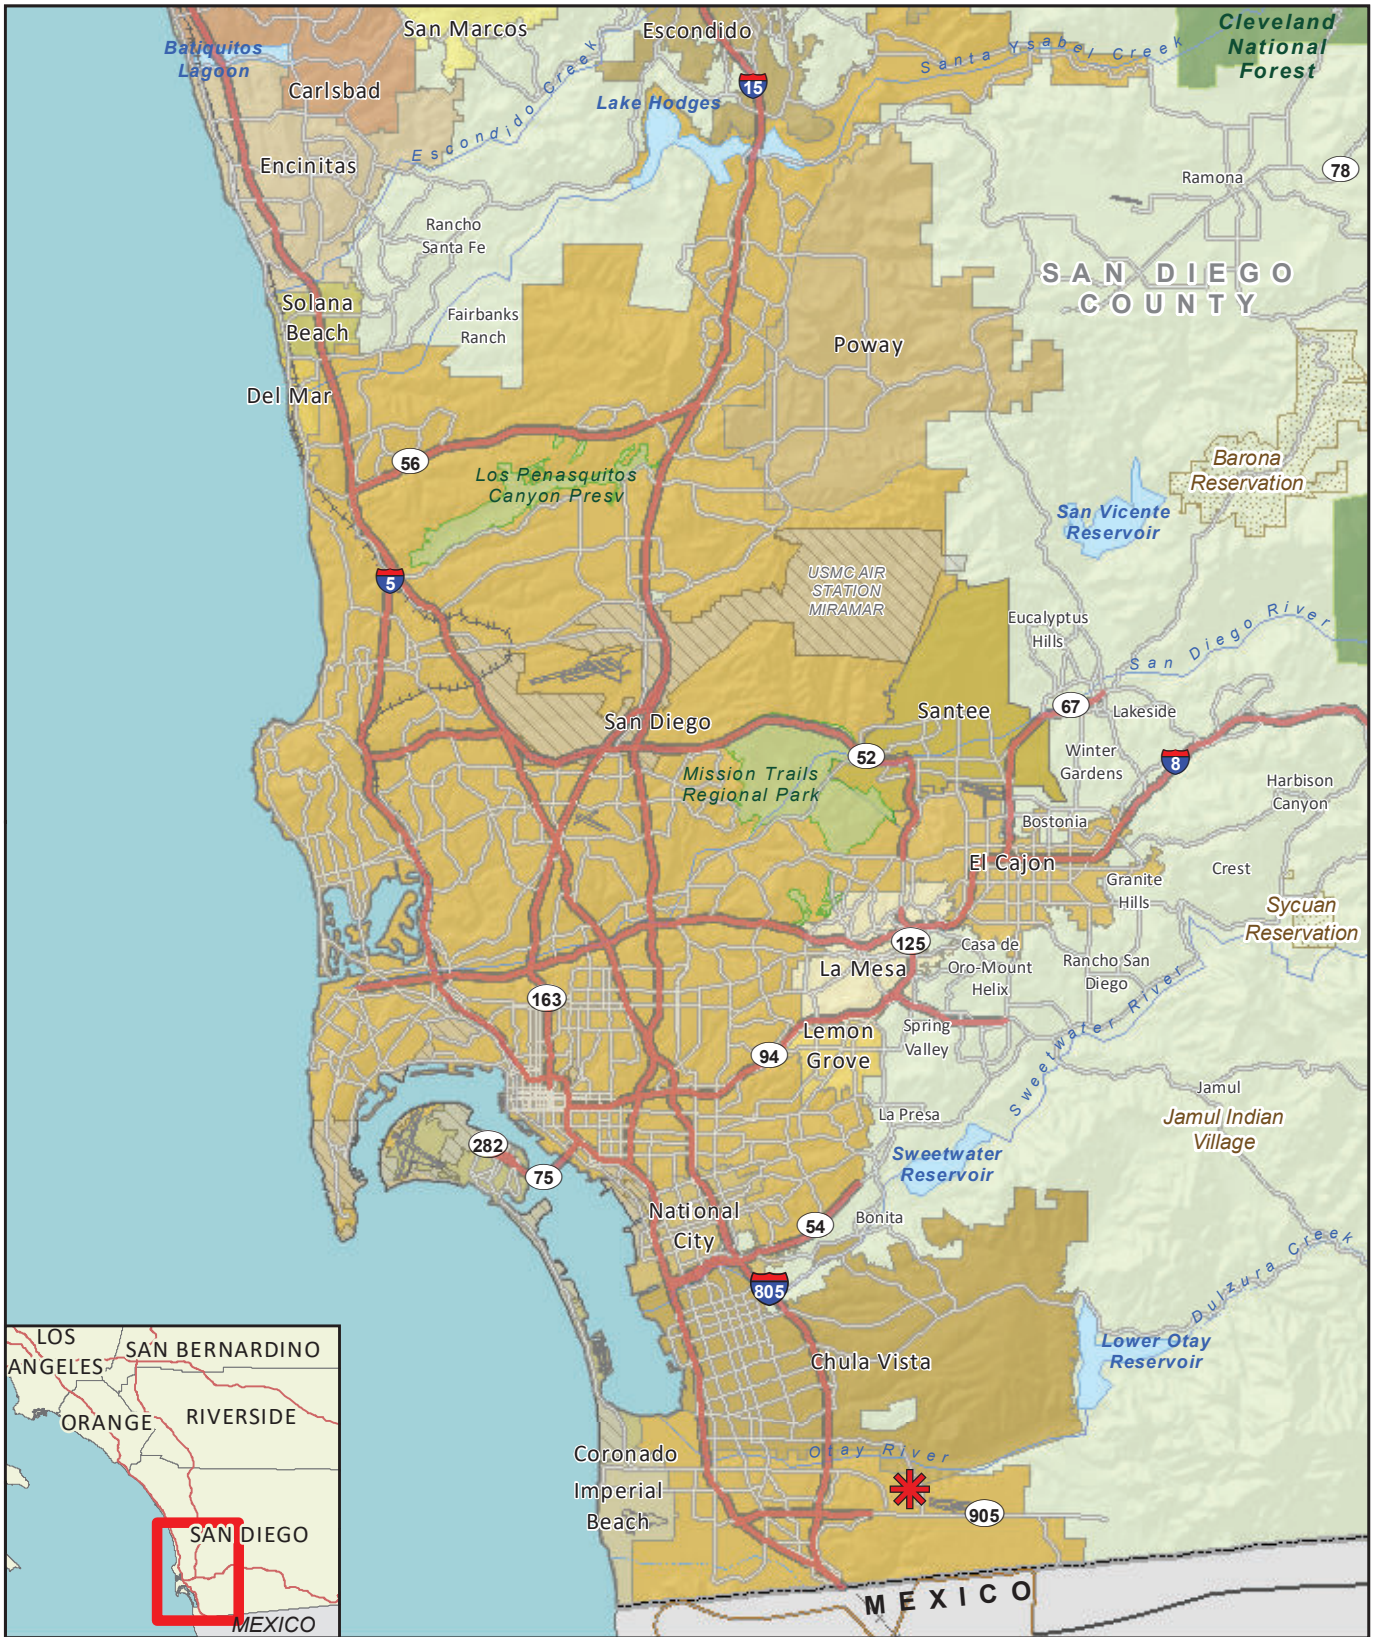 San Marcos
Escondido
Cleveland
National
Forest
Batiquitos
Lagoon
Carlsbad
Escondido Creek
Lake Hodges
15
Santa Ysabel Creek
Encinitas
78
Ramona
Rancho
Santa Fe
SAN DIEGO
COUNTY
Solana
Beach
Fairbanks
Ranch
Poway
Del Mar
56
Los Penasquitos
Canyon Presv
Barona
Reservation
San Vicente
Reservoir
5
USMC AIR
STATION
MIRAMAR
Eucalyptus
Hills
San Diego River
San Diego
Santee
67
Lakeside
52
Winter
Gardens
8
Mission Trails
Regional Park
Harbison
Canyon
Bostonia
El Cajon
Crest
Granite
Hills
Sycuan
Reservation
125
La Mesa
Casa de
Oro-Mount
Helix
Rancho San
Diego
163
Lemon
Grove
Spring
Valley
94
Sweetwater River
Jamul
La Presa
Jamul Indian
Village
282
75
Sweetwater
Reservoir
National
City
54
Bonita
805
Dulzura Creek
Lower Otay
Reservoir
Chula Vista
Coronado
Otay River
Imperial
Beach
905
MEXICO
LOS
ANGELES
SAN BERNARDINO
ORANGE
RIVERSIDE
SAN DIEGO
MEXICO